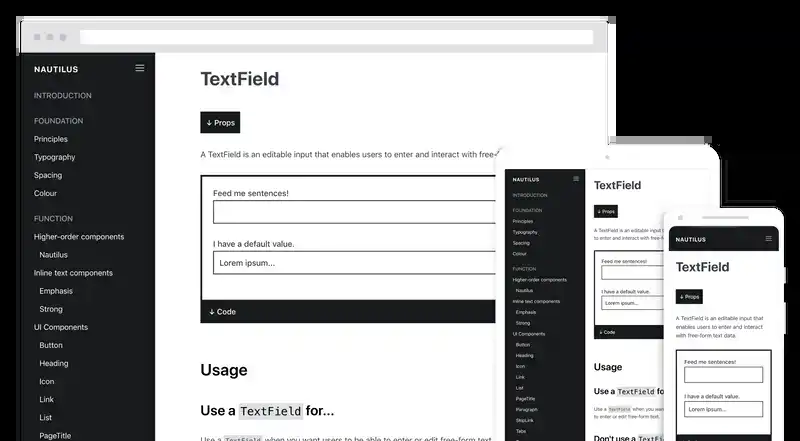 NAUTILUS
INTRODUCTION
FOUNDATION
Principles
Typography
Spacing
Colour
FUNCTION
Higher-order components
Nautilus
Inline text components
Emphasis
Strong
UI Components
Button
Heading
Icon
Link
List
PageTitle
TextField
↓ Props
A TextField is an editable input that enables users to enter and interact with free-f
Feed me sentences!
I have a default value.
Lorem ipsum...
↓ Code
Usage
Use a TextField for...
Use a TextField when you want users to be able to enter or edit free-form text
NAUTILUS
INTRODUCTION
FOUNDATION
Principles
Typography
Spacing
Colour
FUNCTION
Higher-order components
Nautilus
Inline text components
Emphasis
Strong
UI Components
Button
Heading
Icon
Link
List
PageTitle
Paragraph
SkipLink
Tabs
TextField
↓ Props
A TextField is an editable
to enter and interact with
Feed me sentences!
I have a default value.
Lorem ipsum...
↓ Code
Usage
Use a TextField fo
Use a TextField when you want
to enter or edit free-form text.
Don't use a TextF
NAUTILUS
TextField
↓ Props
A TextField is an editable input that
enables users to enter and interact
with free-form text data.
Feed me sentences!
I have a default value.
Lorem ipsum...